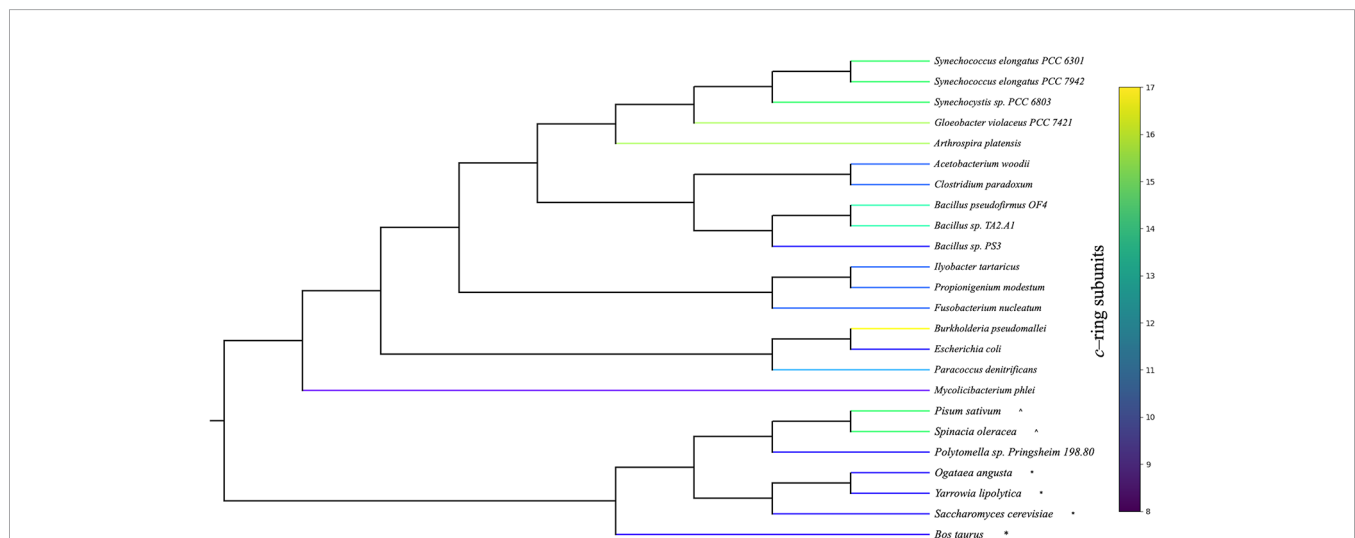 Synechococcus elongatus PCC 6301
Synechococcus elongatus PCC 7942
Synechocystis sp. PCC 6803
Gloeobacter violaceus PCC 7421
Arthrospira platensis
Acetobacterium woodii
Clostridium paradoxum
Bacillus pseudofirmus OF4
Bacillus sp. TA2.A1
Bacillus sp. PS3
Ilyobacter tartaricus
Propionigenium modestum
Fusobacterium nucleatum
Burkholderia pseudomallei
Escherichia coli
Paracoccus denitrificans
Mycolicibacterium phlei
Pisum sativum ^
Spinacia oleracea ^
Polytomella sp. Pringsheim 198.80
Ogataea angusta *
Yarrowia lipolytica *
Saccharomyces cerevisiae *
Bos taurus *
c-ring subunits
17
16
15
14
13
12
11
10
9
8